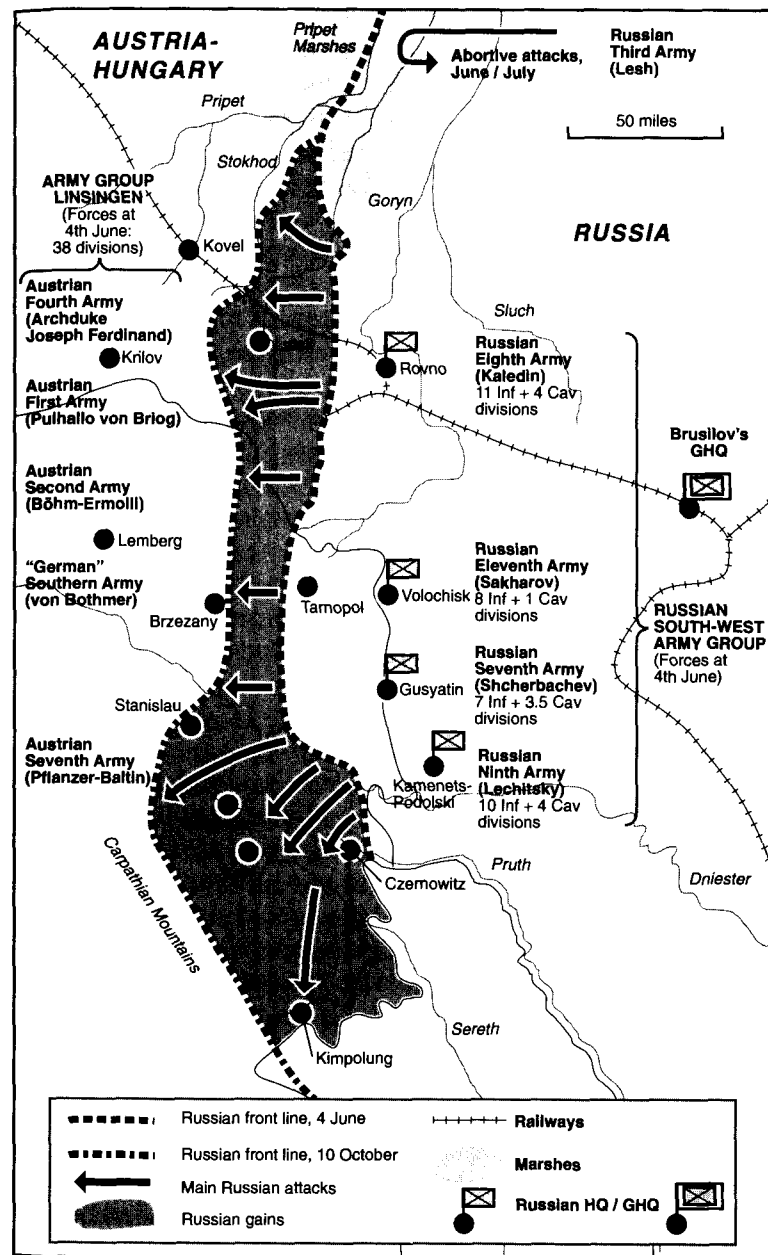 AUSTRIA-
HUNGARY
Pripet
Marshes
Abortive attacks,
June / July
Russian
Third Army
(Lesh)
50 miles
Pripet
Stokhod
Goryn
ARMY GROUP
LINSINGEN
(Forces at
4th June:
38 divisions)
Kovel
RUSSIA
Sluch
Austrian
Fourth Army
(Archduke
Joseph Ferdinand)
Krilov
Rovno
Russian
Eighth Army
(Kaledin)
11 Inf + 4 Cav
divisions
Austrian
First Army
(Pulhallo von Briog)
Brusilov's
GHQ
Austrian
Second Army
(Böhm-Ermolli)
Lemberg
"German"
Southern Army
(von Bothmer)
Brzezany
Tarnopol
Volochisk
Russian
Eleventh Army
(Sakharov)
8 Inf + 1 Cav
divisions
RUSSIAN
SOUTH-WEST
ARMY GROUP
(Forces at
4th June)
Gusyatin
Russian
Seventh Army
(Shcherbachev)
7 Inf + 3.5 Cav
divisions
Stanislau
Austrian
Seventh Army
(Pflanzer-Baltin)
Kamenets-
Podolski
Russian
Ninth Army
(Lechitsky)
10 Inf + 4 Cav
divisions
Carpathian Mountains
Czernowitz
Pruth
Dniester
Sereth
Kimpolung
Russian front line, 4 June
Russian front line, 10 October
Main Russian attacks
Russian gains
Railways
Marshes
Russian HQ / GHQ